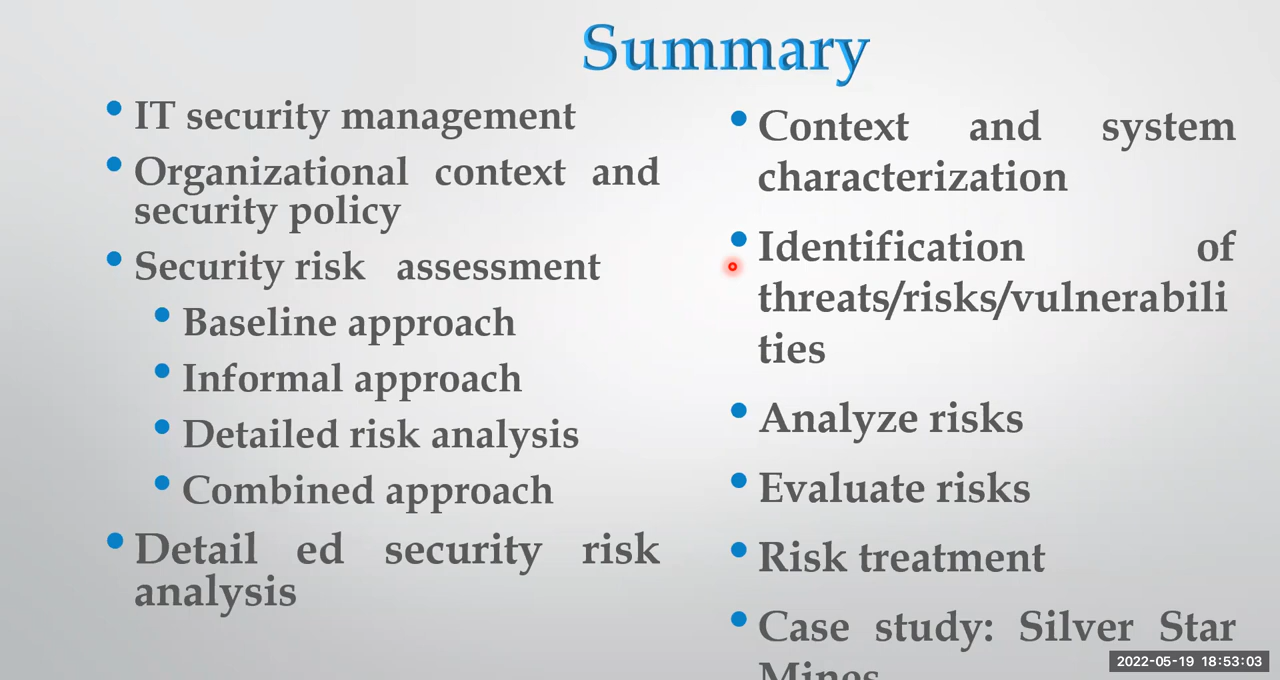 Summary
IT security management
Organizational context and
security policy
Security risk assessment
Baseline approach
Informal approach
Detailed risk analysis
Combined approach
Detail ed security risk
analysis
Context and system
characterization
Identification of
threats/risks/vulnerabili
ties
Analyze risks
Evaluate risks
Risk treatment
Case study: Silver Star
Mines
2022-05-19 18:53:03